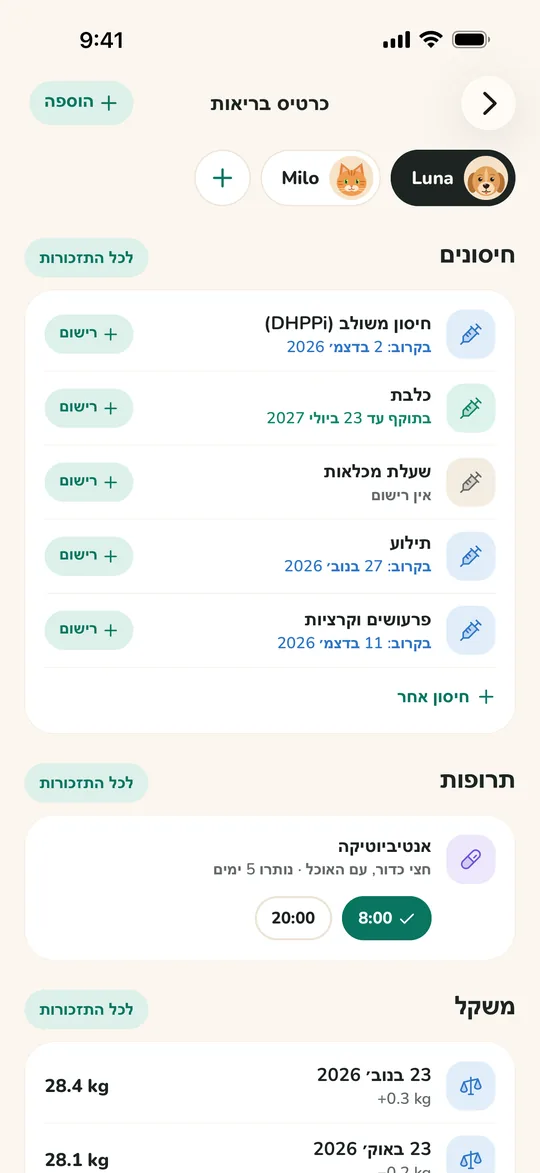 9:41
כרטיס בריאות
הוספה
Luna
Milo
חיסונים
לכל התזכורות
חיסון משולב (DHPPi)
בקרוב: 2 בדצמ׳ 2026
רישום
כלבת
בתוקף עד 23 ביולי 2027
רישום
שעלת מכלאות
אין רישום
רישום
תילוע
בקרוב: 27 בנוב׳ 2026
רישום
פרעושים וקרציות
בקרוב: 11 בדצמ׳ 2026
רישום
חיסון אחר
תרופות
לכל התזכורות
אנטיביוטיקה
חצי כדור, עם האוכל · נותרו 5 ימים
8:00
20:00
משקל
לכל התזכורות
23 בנוב׳ 2026
+0.3 kg
28.4 kg
23 באוק׳ 2026
−0.2 kg
28.1 kg